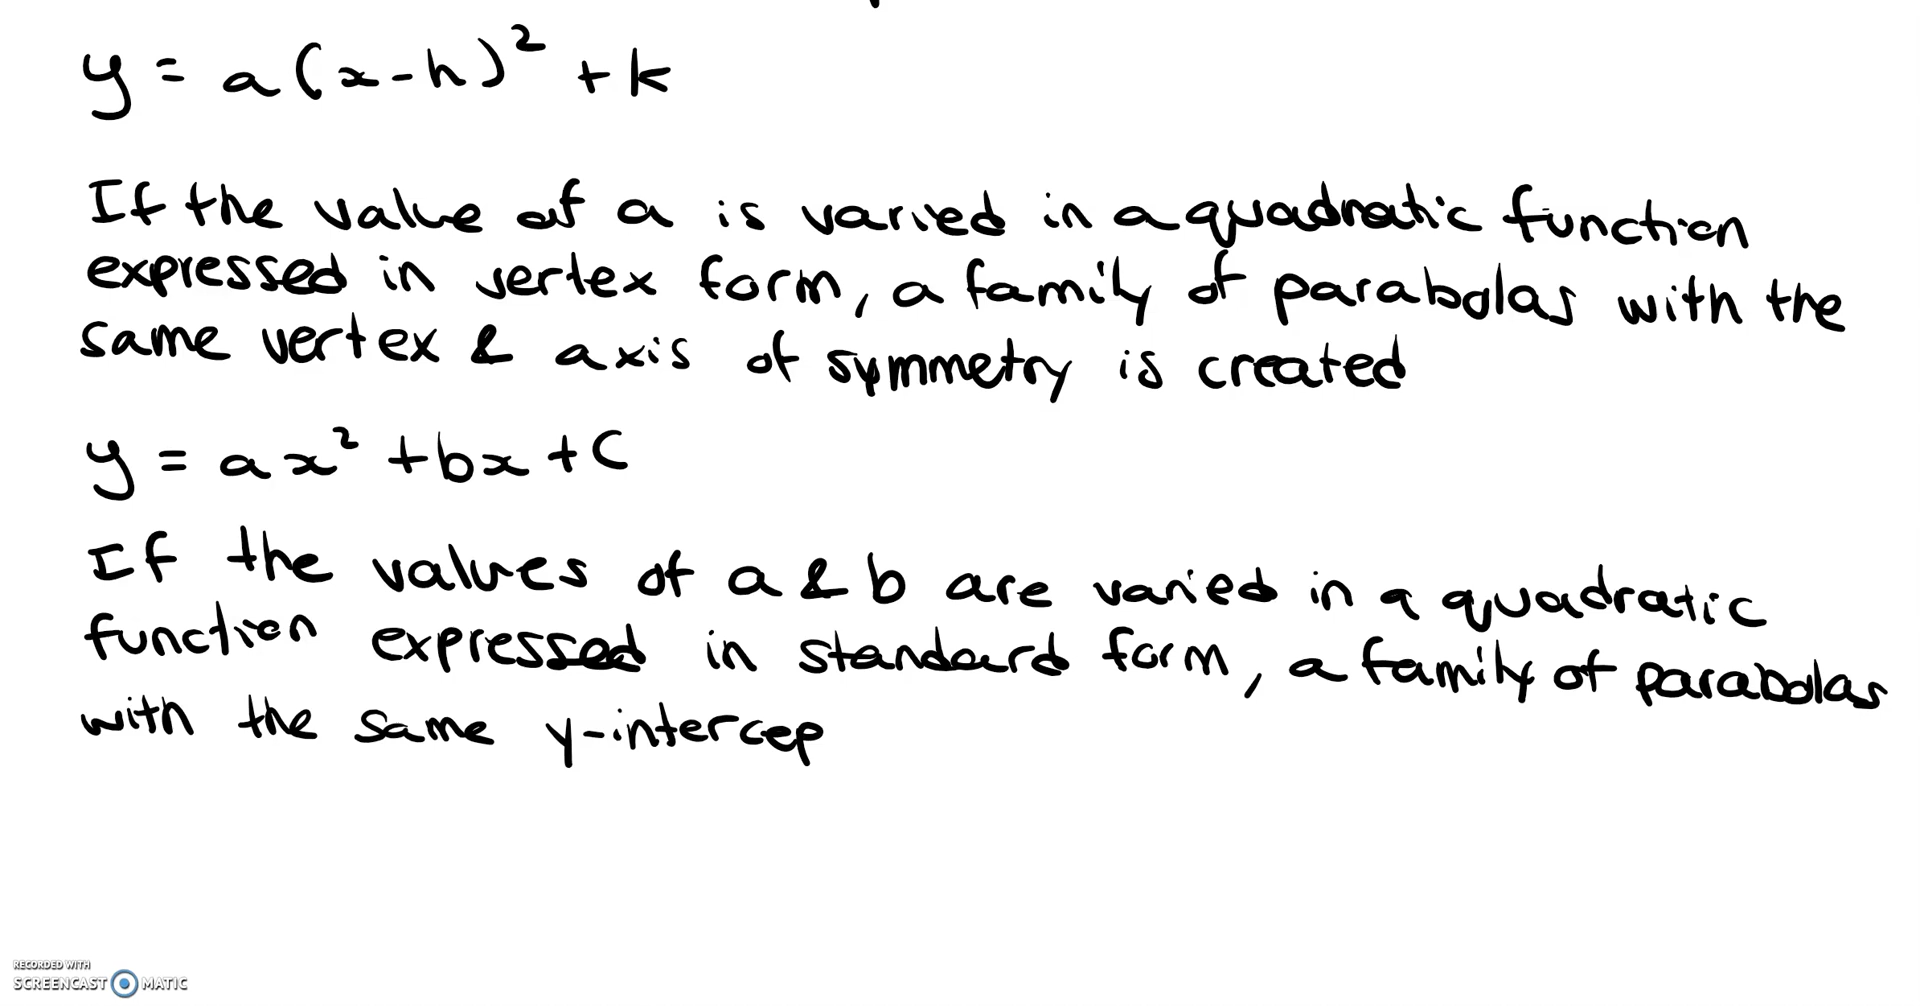 y = a(x-h)² + k
If the value of a is varied in a quadratic function
expressed in vertex form, a family of parabolas with the
same vertex & axis of symmetry is created
y = ax² + bx + c
If the values of a & b are varied in a quadratic
function expressed in standard form, a family of parabolas
with the same y-intercep
RECORDED WITH
SCREENCAST MATIC